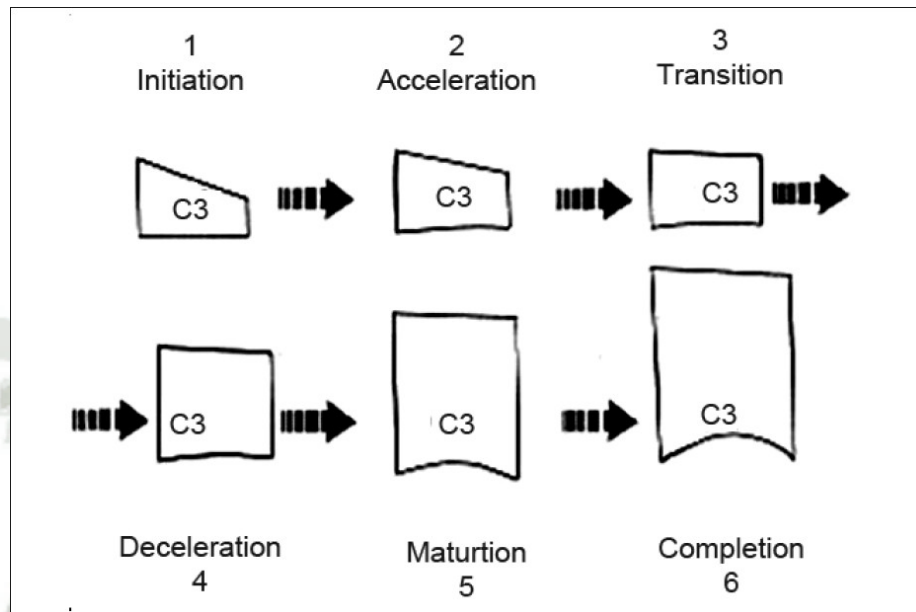 1
Initiation
2
Acceleration
3
Transition
C3
C3
C3
C3
C3
C3
Deceleration
4
Maturtion
5
Completion
6